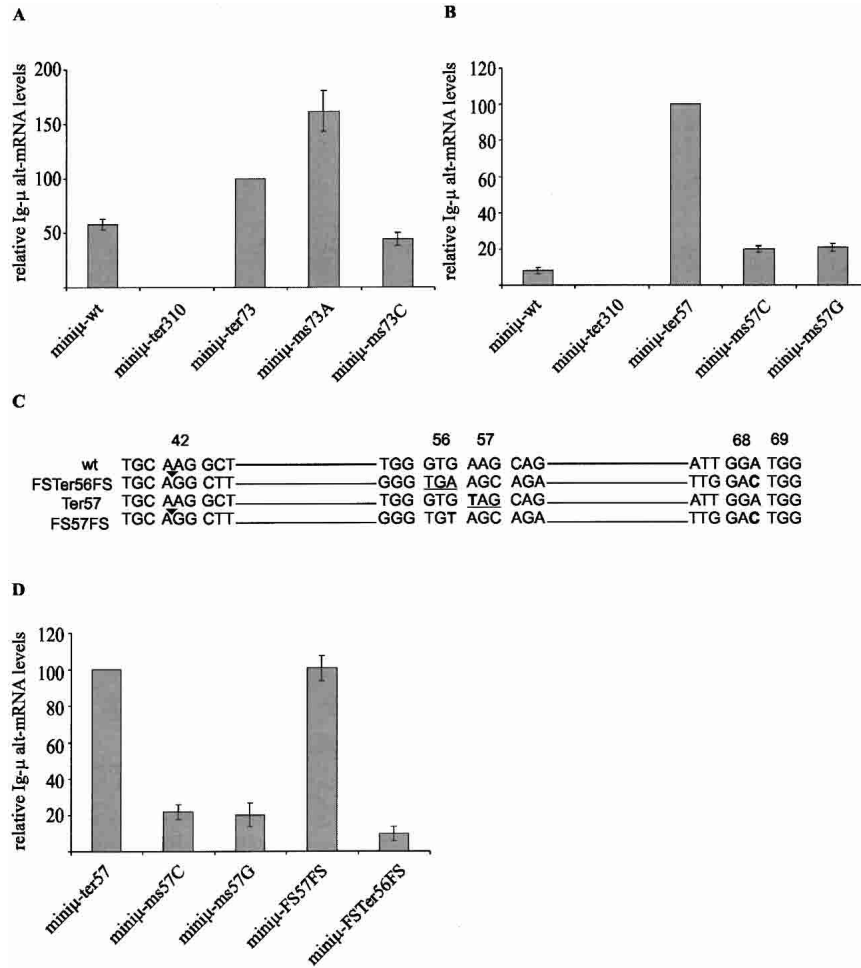 A
relative Ig-μ alt-mRNA levels
200
150
100
50
miniμ-wt
miniμ-ter310
miniμ-ter73
miniμ-ms73A
miniμ-ms73C
B
relative Ig-μ alt-mRNA levels
120
100
80
60
40
20
miniμ-wt
miniμ-ter310
miniμ-ter57
miniμ-ms57C
miniμ-ms57G
C
42 56 57 68 69
wt TGC AAG GCT TGG GTG AAG CAG ATT GGA TGG
FSTer56FS TGC AGG CTT GGG TGA AGC AGA TTG GAC TGG
Ter57 TGC AAG GCT TGG GTG TAG CAG ATT GGA TGG
FS57FS TGC AGG CTT GGG TGT AGC AGA TTG GAC TGG
D
relative Ig-μ alt-mRNA levels
120
100
80
60
40
20
miniμ-ter57
miniμ-ms57C
miniμ-ms57G
miniμ-FS57FS
miniμ-FSTer56FS